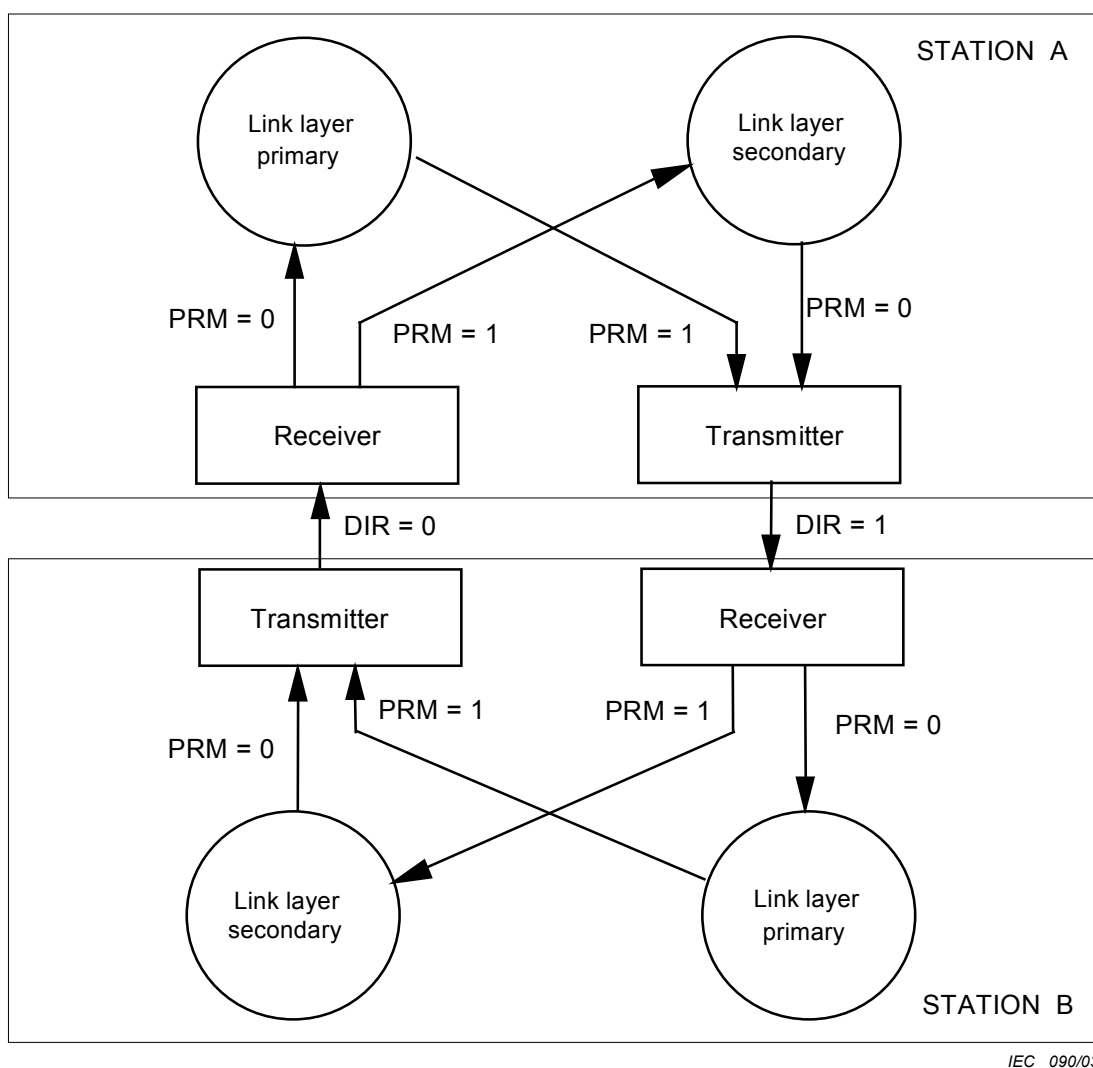 STATION A
Link layer
primary
Link layer
secondary
PRM = 0
PRM = 1
PRM = 1
PRM = 0
Receiver
Transmitter
DIR = 0
DIR = 1
Transmitter
Receiver
PRM = 0
PRM = 1
PRM = 1
PRM = 0
Link layer
secondary
Link layer
primary
STATION B
IEC 090/03